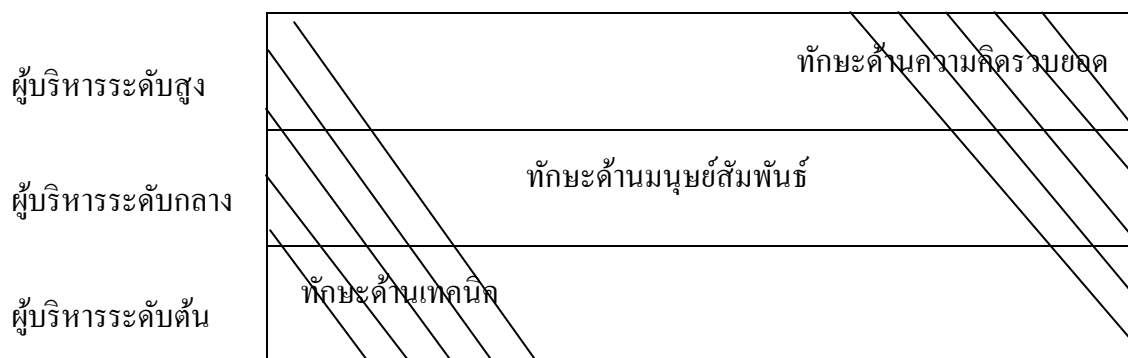 ทักษะด้านความคิดรวบยอด
ผู้บริหารระดับสูง
ทักษะด้านมนุษย์สัมพันธ์
ผู้บริหารระดับกลาง
ทักษะด้านเทคนิค
ผู้บริหารระดับต้น